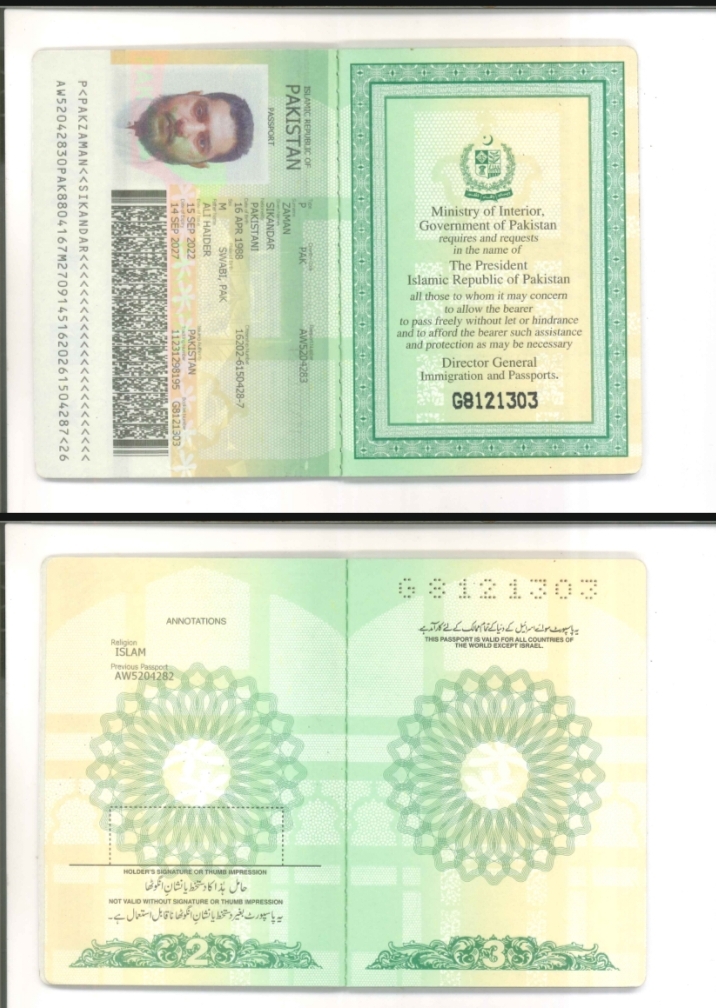 ISLAMIC REPUBLIC OF
PAKISTAN
PASSPORT
P PAK AW5204283
ZAMAN
SIKANDAR
PAKISTANI
16 APR 1988 16202-6150428-7
M SWABI, PAK
ALI HAIDER
15 SEP 2022 PAKISTAN
14 SEP 2027 11231298195 G8121303
P<PAKZAMAN<<SIKANDAR<<<<<<<<<<<<<<<<<<<<<<<<
AW52042830PAK8804167M27091451620261504287<26
Ministry of Interior,
Government of Pakistan
requires and requests
in the name of
The President
Islamic Republic of Pakistan
all those to whom it may concern
to allow the bearer
to pass freely without let or hindrance
and to afford the bearer such assistance
and protection as may be necessary
Director General
Immigration and Passports.
G8121303
ANNOTATIONS
Religion
ISLAM
Previous Passport
AW5204282
HOLDER'S SIGNATURE OR THUMB IMPRESSION
حامل ہذا کا دستخط یا نشان انگوٹھا
NOT VALID WITHOUT SIGNATURE OR THUMB IMPRESSION
یہ پاسپورٹ بغیر دستخط یا نشان انگوٹھا ناقابل استعمال ہے۔
2
G8121303
یہ پاسپورٹ سوائے اسرائیل کے دنیا کے تمام ممالک کے لئے کارآمد ہے
THIS PASSPORT IS VALID FOR ALL COUNTRIES OF
THE WORLD EXCEPT ISRAEL.
3